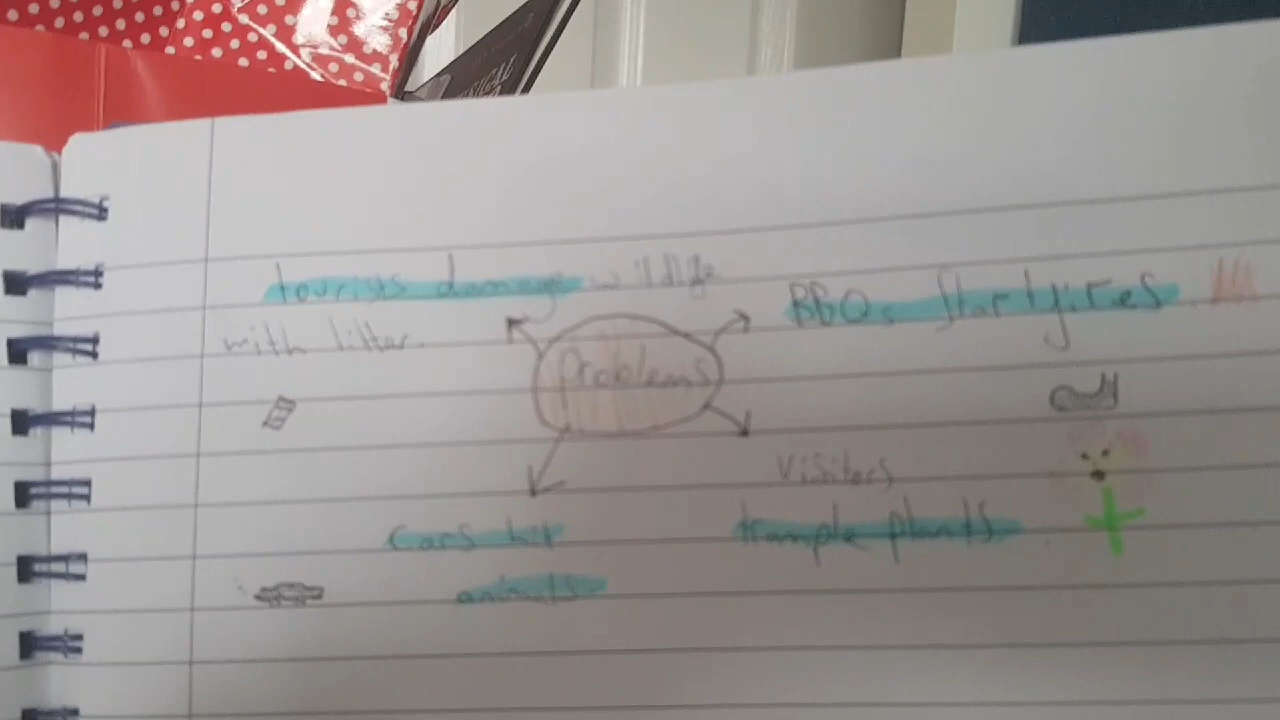 tourists damage wildlife
with litter.
BBQs start fires
Problems
Visitors
trample plants
Cars hit
animals